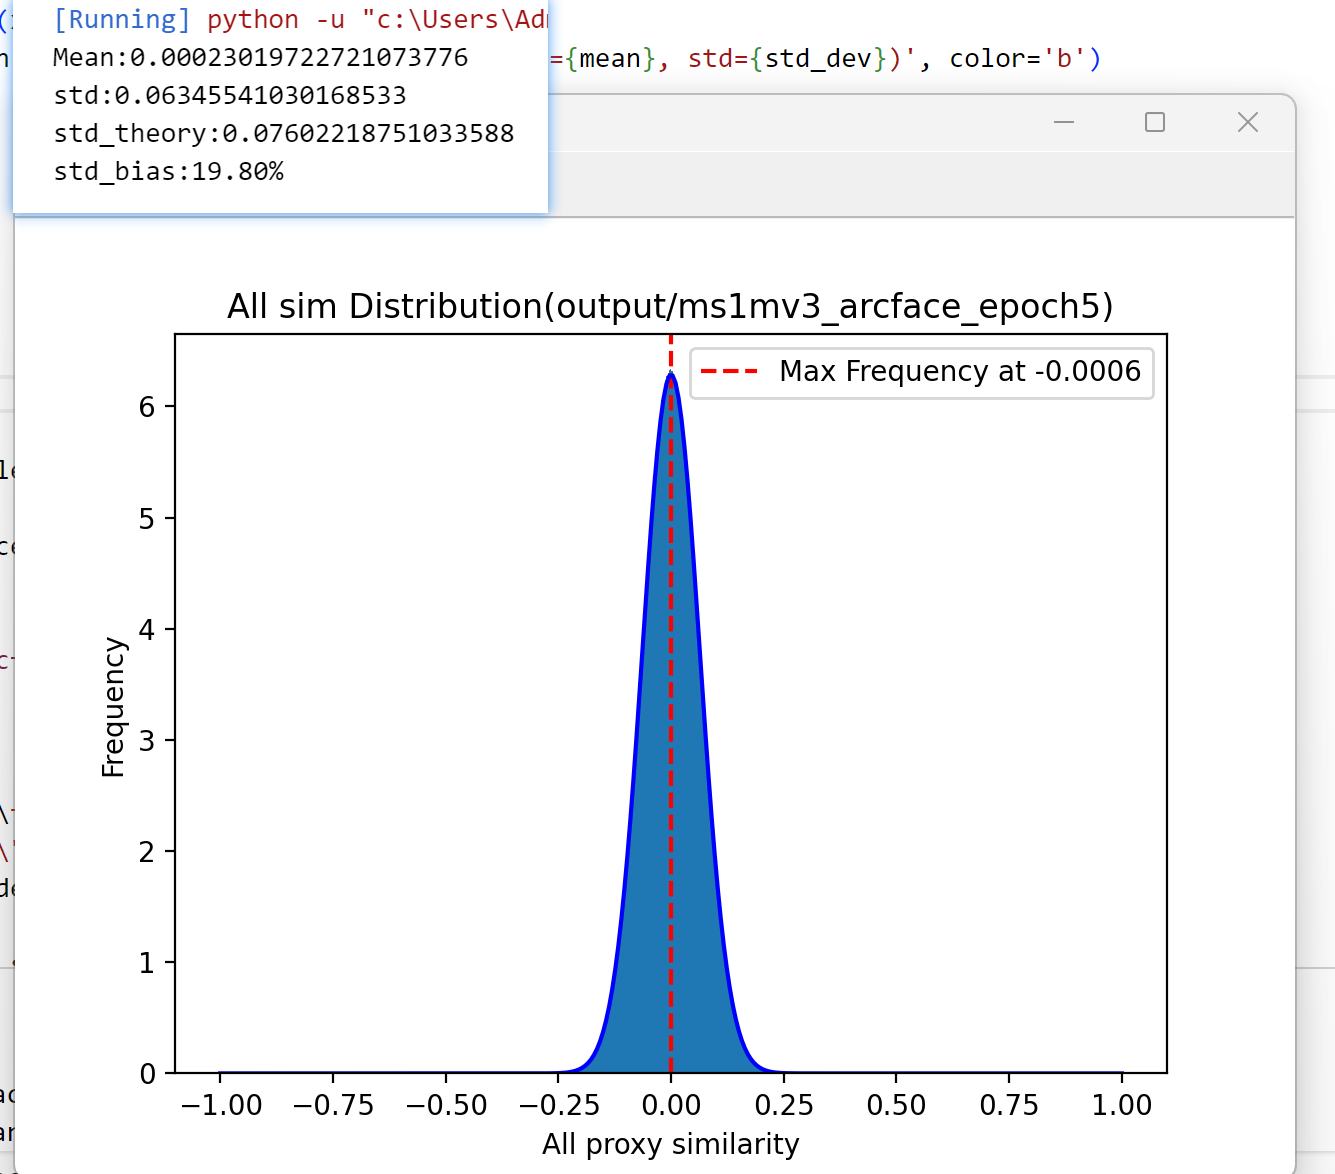 [Running] python -u "c:\Users\Ad
Mean:0.00023019722721073776
={mean}, std={std_dev})', color='b')
std:0.06345541030168533
std_theory:0.07602218751033588
std_bias:19.80%
All sim Distribution(output/ms1mv3_arcface_epoch5)
Max Frequency at -0.0006
6
5
4
3
2
1
0
Frequency
−1.00 −0.75 −0.50 −0.25 0.00 0.25 0.50 0.75 1.00
All proxy similarity